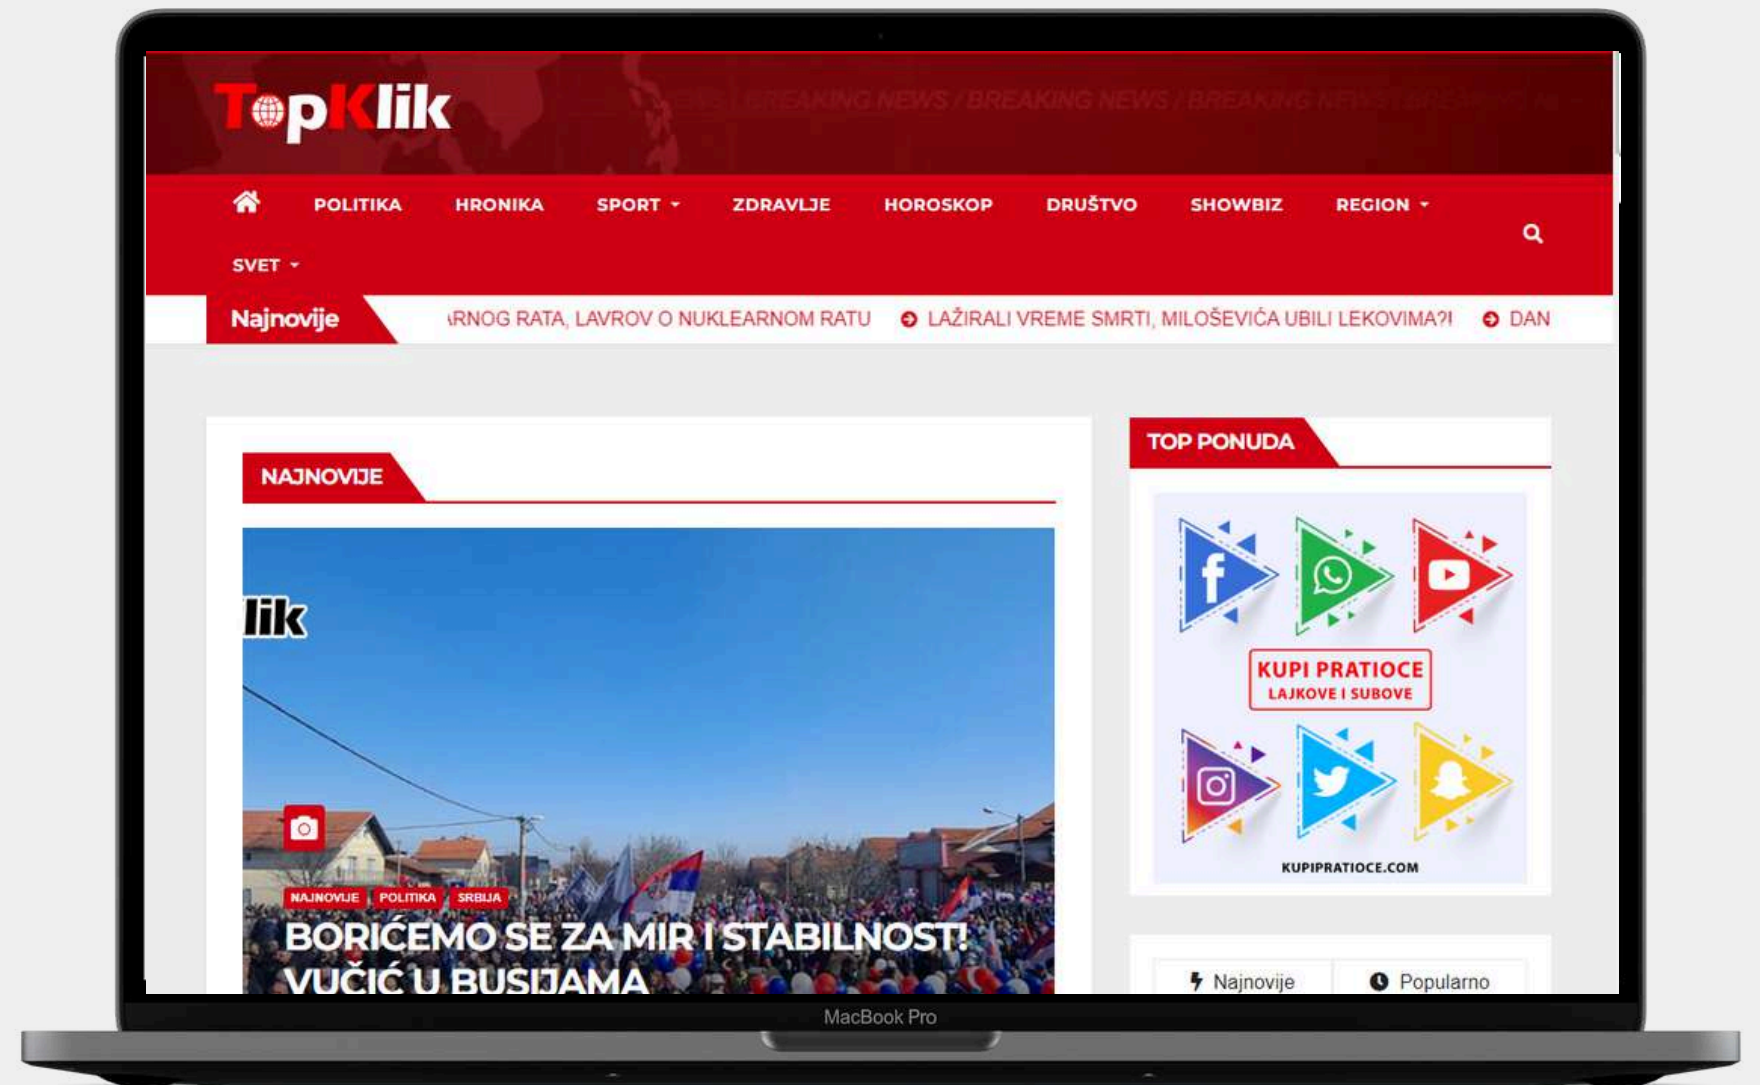 TopKlik
BREAKING NEWS / BREAKING NEWS / BREAKING NEWS
POLITIKA HRONIKA SPORT ZDRAVLJE HOROSKOP DRUŠTVO SHOWBIZ REGION
SVET
Najnovije ARNOG RATA, LAVROV O NUKLEARNOM RATU LAŽIRALI VREME SMRTI, MILOŠEVIĆA UBILI LEKOVIMA?! DAN
NAJNOVIJE
lik
NAJNOVIJE POLITIKA SRBIJA
BORIĆEMO SE ZA MIR I STABILNOST!
VUČIĆ U BUSIJAMA
TOP PONUDA
KUPI PRATIOCE
LAJKOVE I SUBOVE
KUPIPRATIOCE.COM
Najnovije Popularno
MacBook Pro